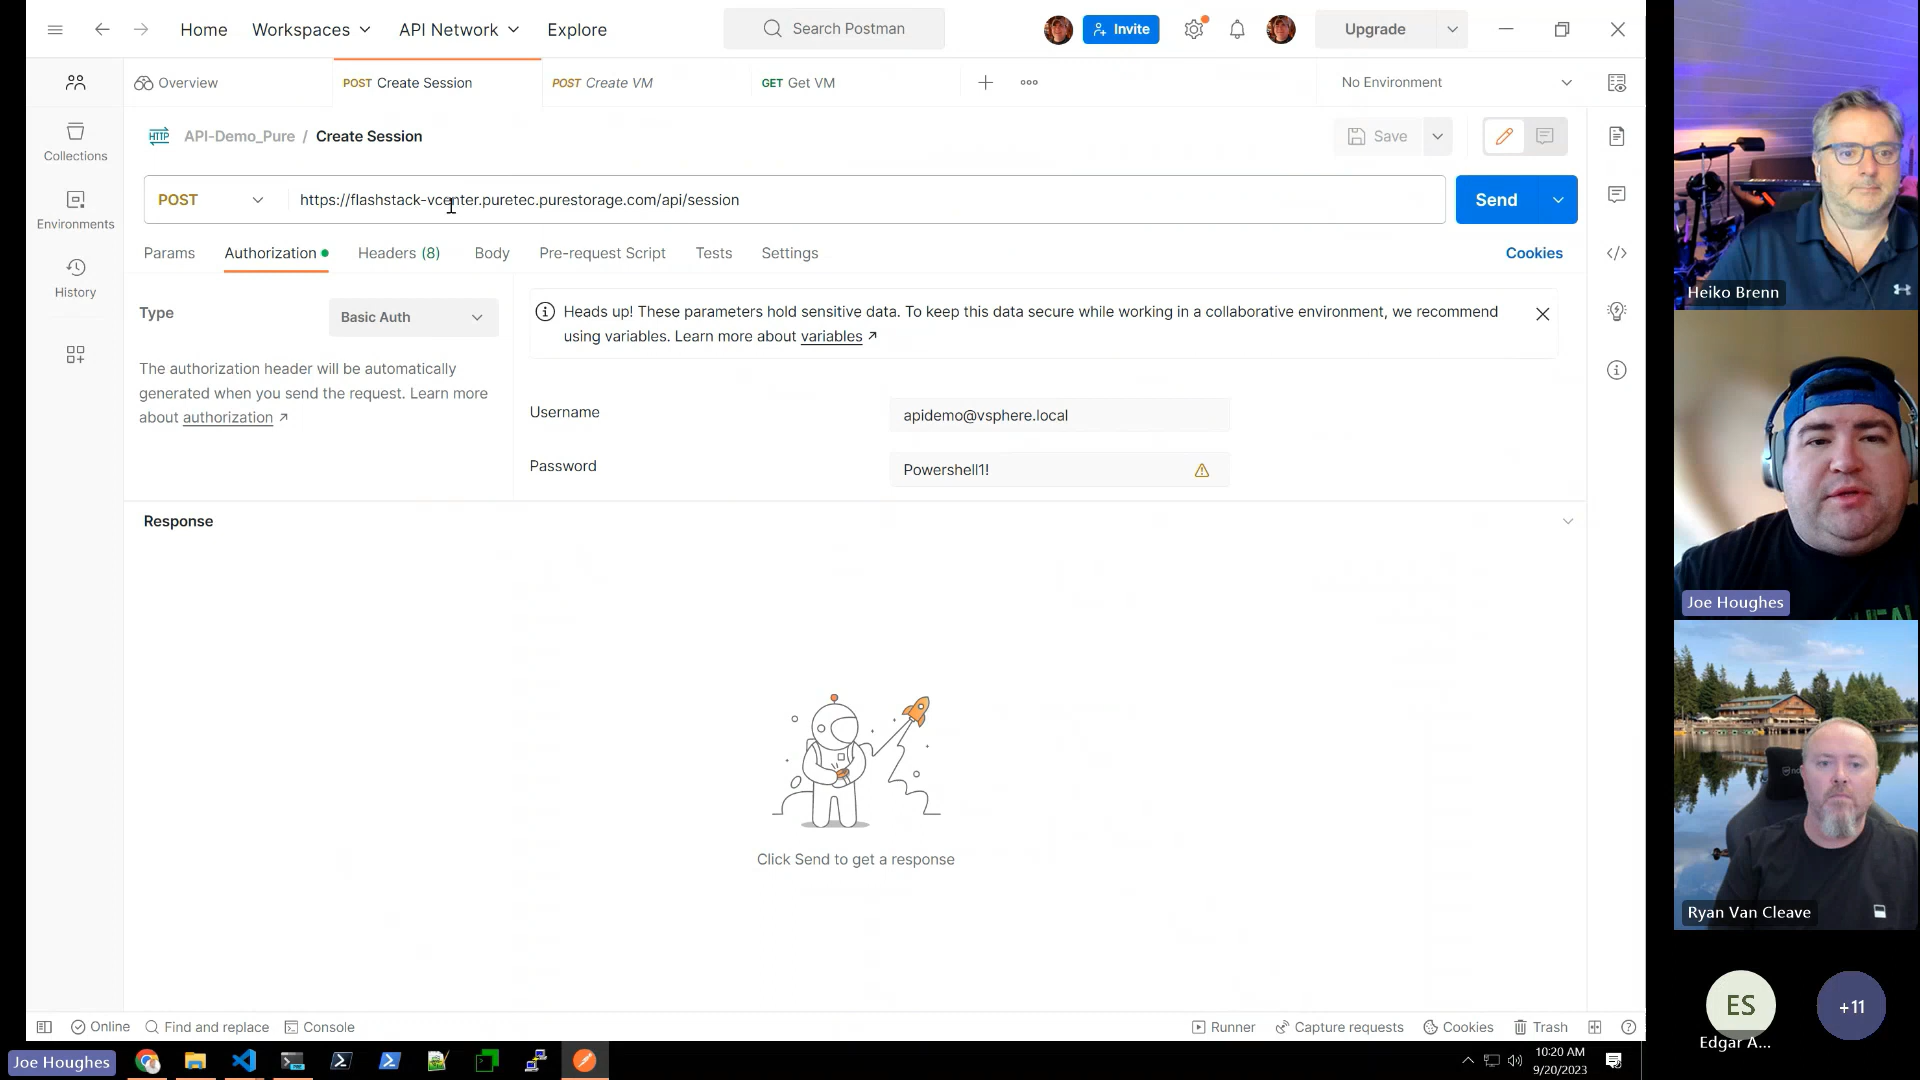 Home
Workspaces
API Network
Explore
Search Postman
Invite
Upgrade
Overview
POST Create Session
POST Create VM
GET Get VM
No Environment
HTTP API-Demo_Pure / Create Session
Save
Collections
Environments
History
POST
https://flashstack-vcenter.puretec.purestorage.com/api/session
Send
Params
Authorization
Headers (8)
Body
Pre-request Script
Tests
Settings
Cookies
Type
Basic Auth
The authorization header will be automatically
generated when you send the request. Learn more
about authorization ↗
Heads up! These parameters hold sensitive data. To keep this data secure while working in a collaborative environment, we recommend
using variables. Learn more about variables ↗
Username
apidemo@vsphere.local
Password
Powershell1!
Response
Click Send to get a response
Online
Find and replace
Console
Runner
Capture requests
Cookies
Trash
Heiko Brenn
Joe Houghes
Ryan Van Cleave
ES
Edgar A...
+11
Joe Houghes
10:20 AM
9/20/2023